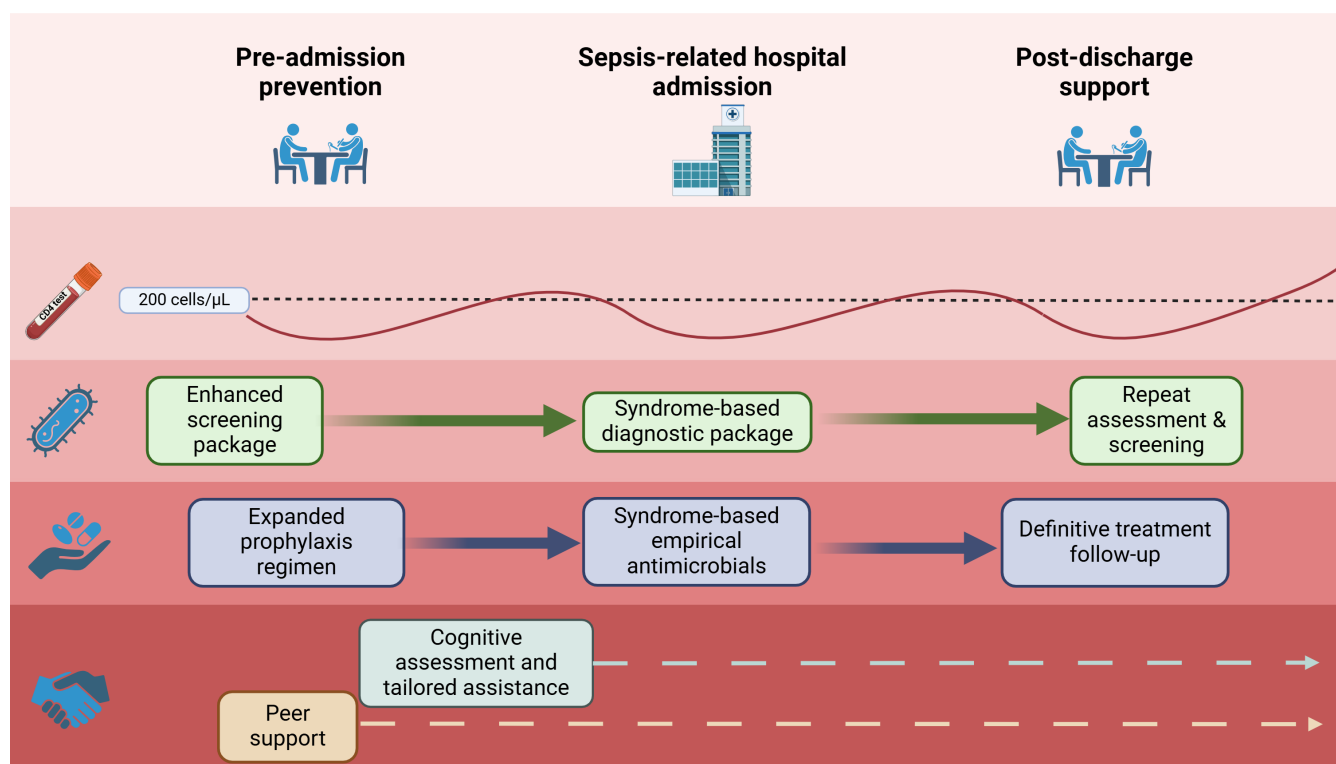 Pre-admission
prevention
Sepsis-related hospital
admission
Post-discharge
support
CD4 test
200 cells/µL
Enhanced
screening
package
Syndrome-based
diagnostic package
Repeat
assessment &
screening
Expanded
prophylaxis
regimen
Syndrome-based
empirical
antimicrobials
Definitive treatment
follow-up
Cognitive
assessment and
tailored assistance
Peer
support